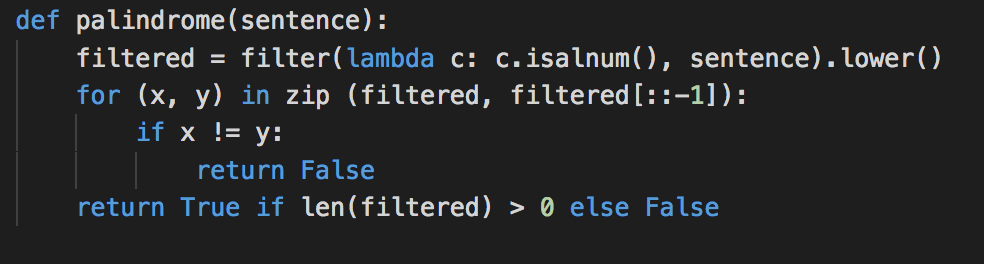 def palindrome(sentence):
    filtered = filter(lambda c: c.isalnum(), sentence).lower()
    for (x, y) in zip (filtered, filtered[::-1]):
        if x != y:
            return False
    return True if len(filtered) > 0 else False